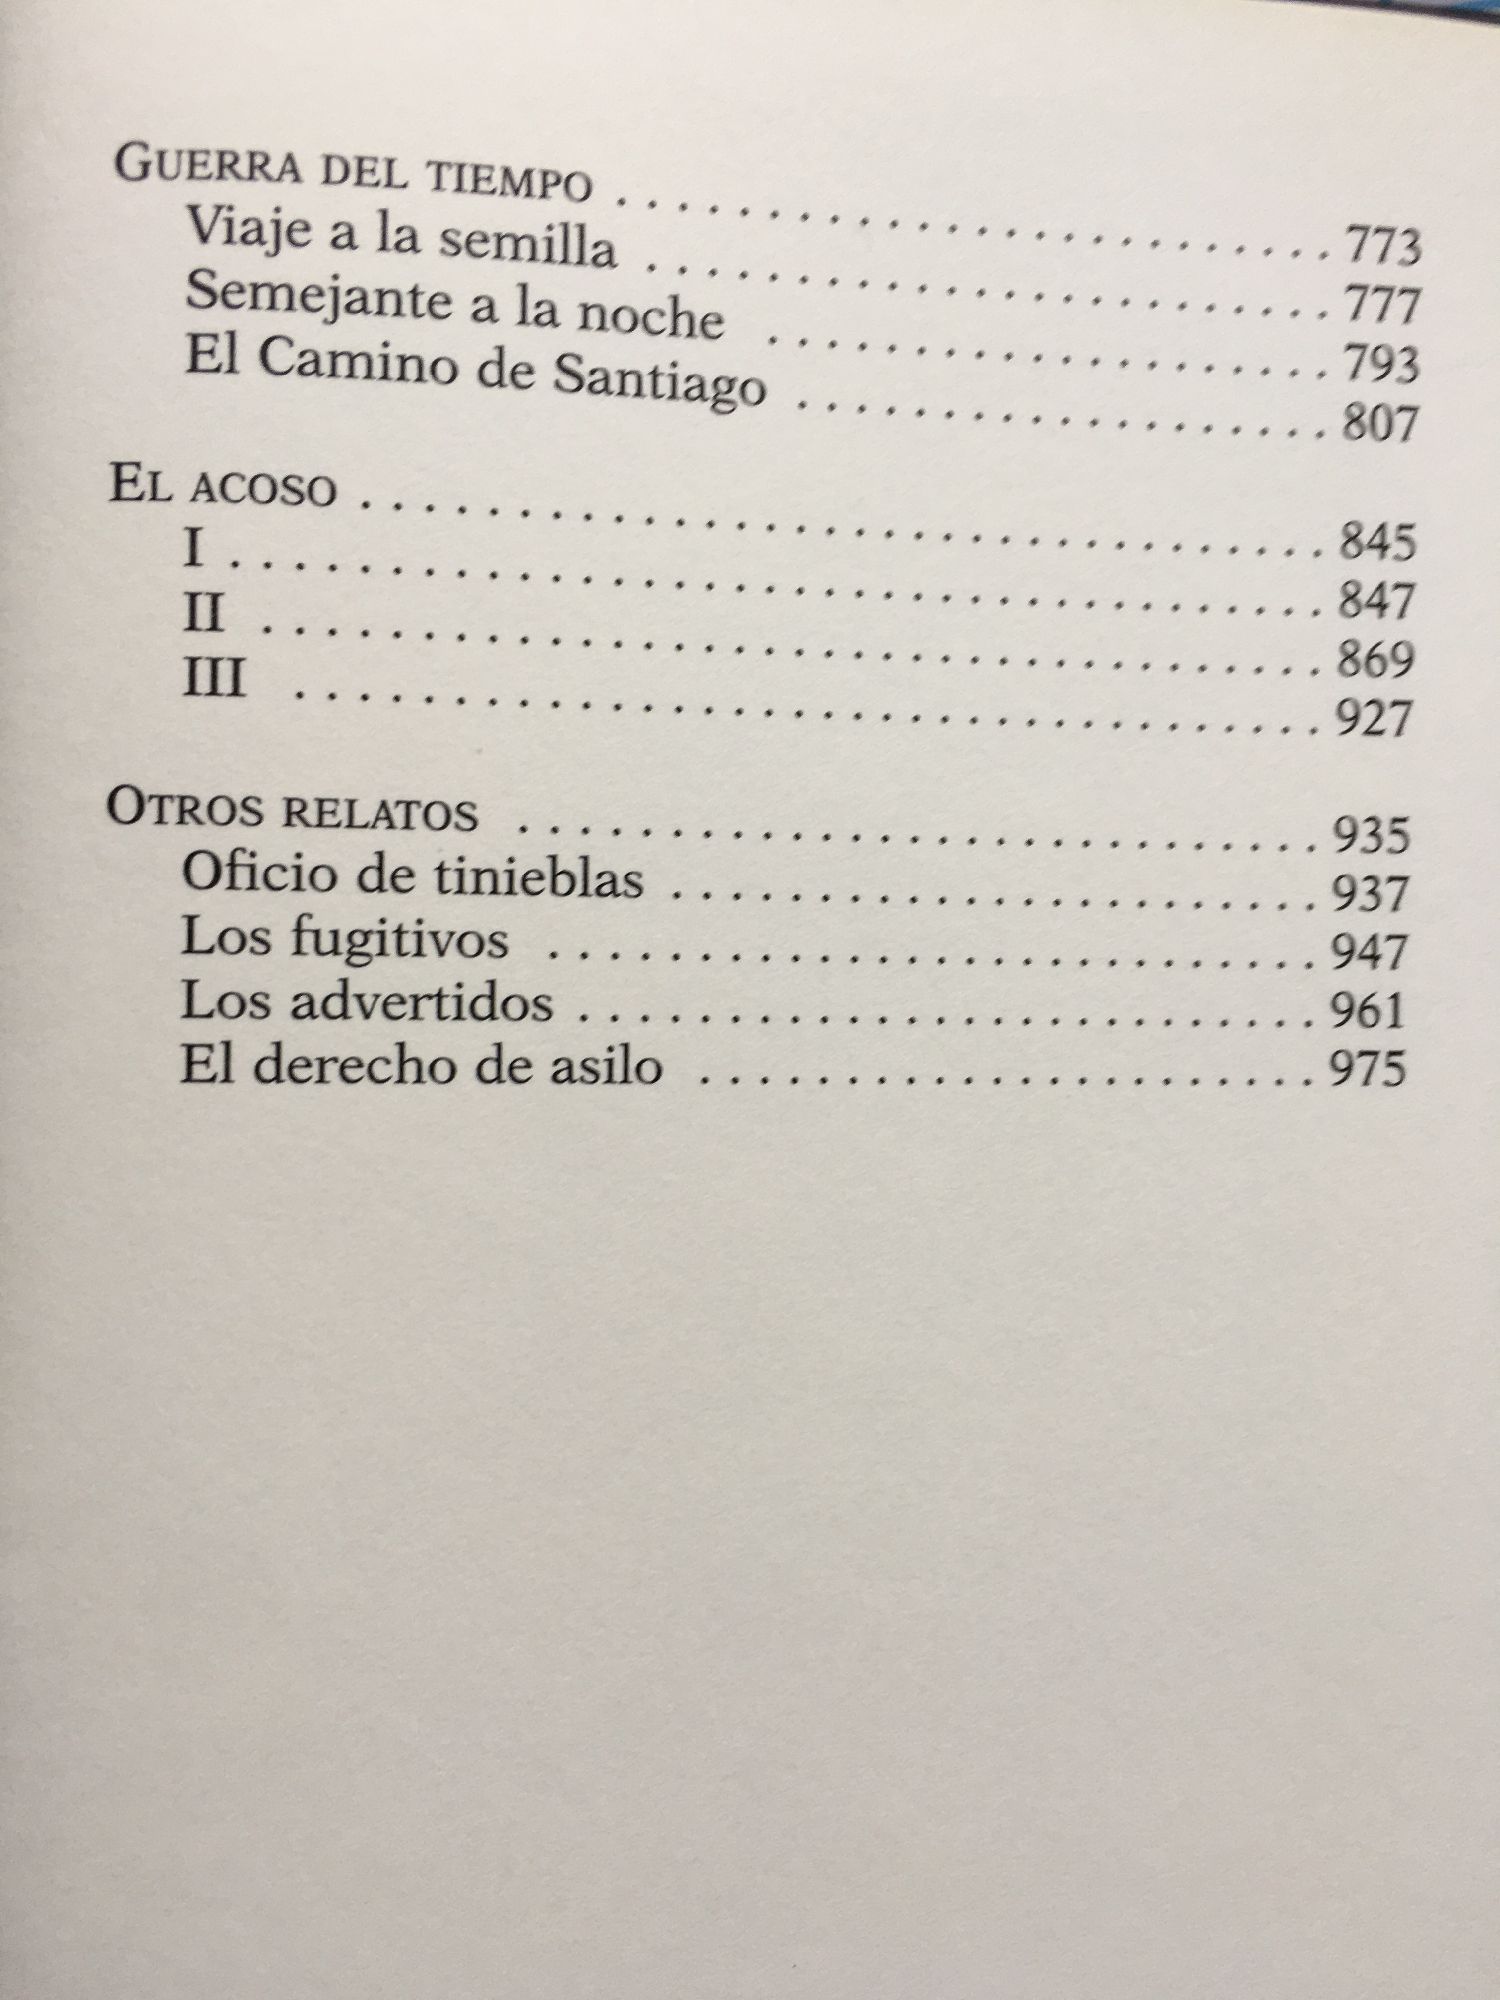 GUERRA DEL TIEMPO . . . . . . . . . . . . . . . . . . . . . . . . 773
Viaje a la semilla . . . . . . . . . . . . . . . . . . . . . . . 777
Semejante a la noche . . . . . . . . . . . . . . . . . . . 793
El Camino de Santiago . . . . . . . . . . . . . . . . . . 807
EL ACOSO . . . . . . . . . . . . . . . . . . . . . . . . . . . . . . . . 845
I . . . . . . . . . . . . . . . . . . . . . . . . . . . . . . . . . . . . 847
II . . . . . . . . . . . . . . . . . . . . . . . . . . . . . . . . . . . 869
III . . . . . . . . . . . . . . . . . . . . . . . . . . . . . . . . . . 927
OTROS RELATOS . . . . . . . . . . . . . . . . . . . . . . . . . . . 935
Oficio de tinieblas . . . . . . . . . . . . . . . . . . . . . . 937
Los fugitivos . . . . . . . . . . . . . . . . . . . . . . . . . . 947
Los advertidos . . . . . . . . . . . . . . . . . . . . . . . . . 961
El derecho de asilo . . . . . . . . . . . . . . . . . . . . . 975